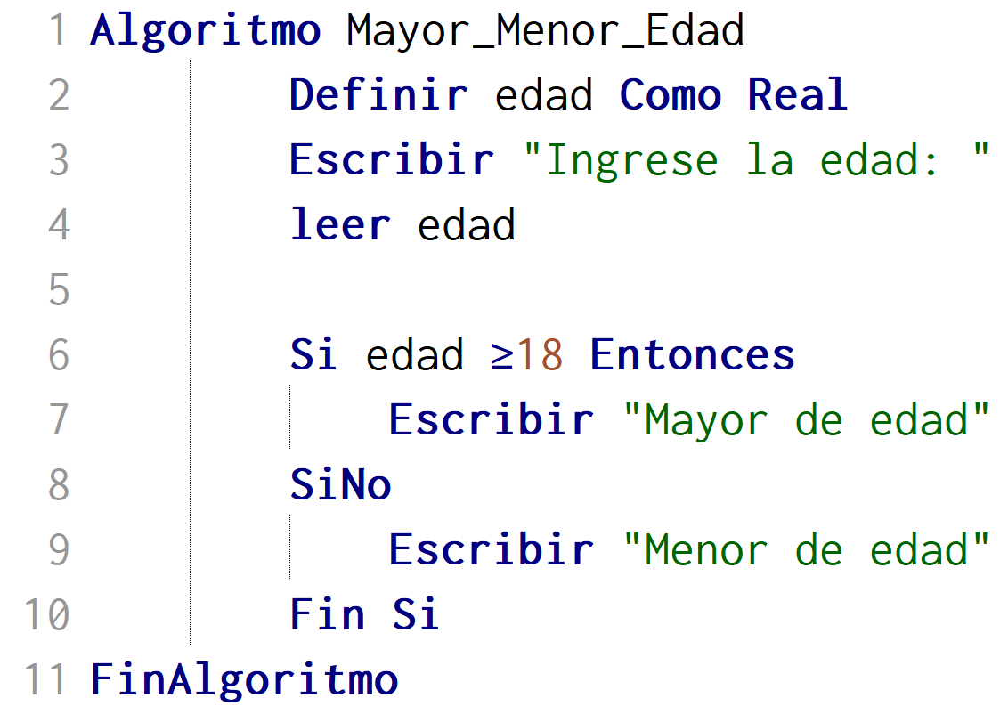 1 Algoritmo Mayor_Menor_Edad
2 Definir edad Como Real
3 Escribir "Ingrese la edad: "
4 leer edad
5
6 Si edad ≥18 Entonces
7 Escribir "Mayor de edad"
8 SiNo
9 Escribir "Menor de edad"
10 Fin Si
11 FinAlgoritmo